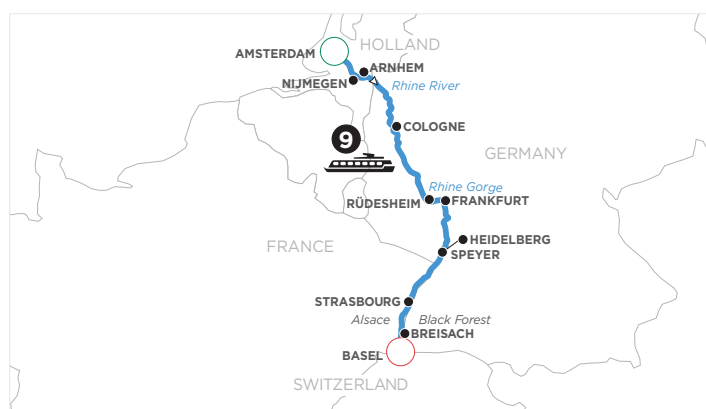 HOLLAND
AMSTERDAM
ARNHEM
NIJMEGEN
Rhine River
COLOGNE
9
GERMANY
Rhine Gorge
RÜDESHEIM
FRANKFURT
HEIDELBERG
FRANCE
SPEYER
STRASBOURG
Alsace
Black Forest
BREISACH
BASEL
SWITZERLAND